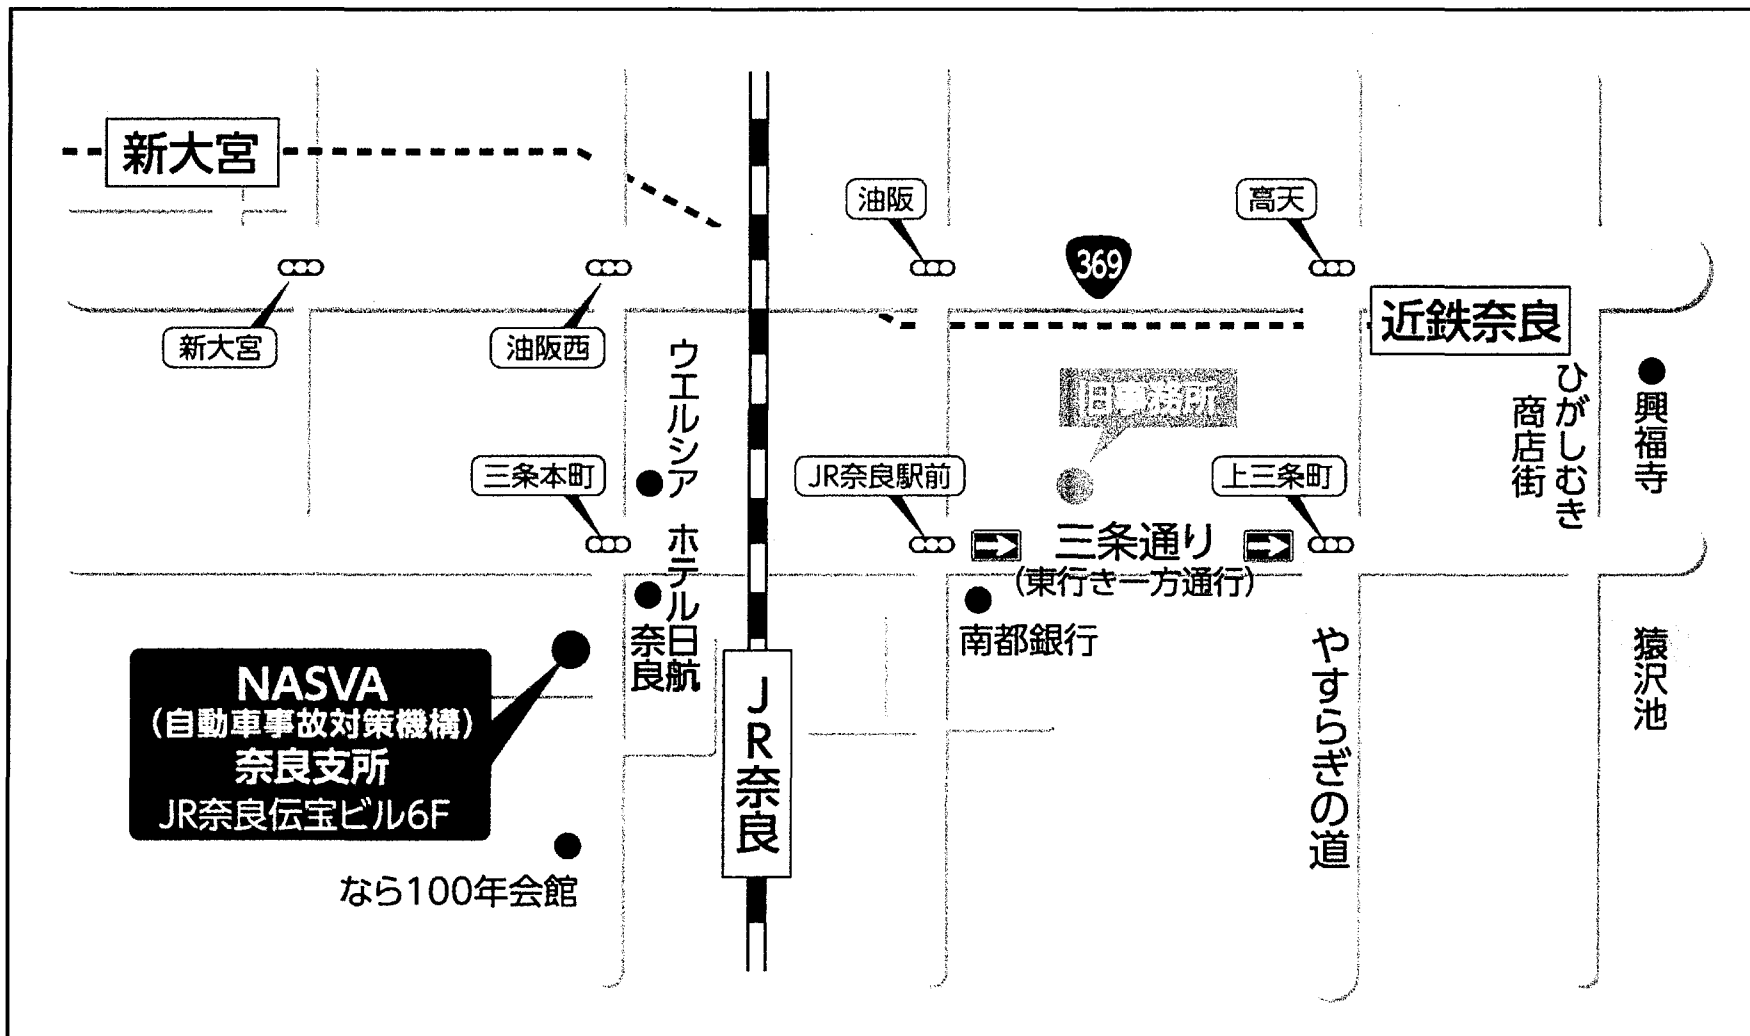 新大宮
油阪
高天
369
新大宮
油阪西
近鉄奈良
ウエルシア
旧事務所
ひがしむき
商店街
興福寺
三条本町
JR奈良駅前
上三条町
三条通り
(東行き一方通行)
ホテル日航
奈良
南都銀行
やすらぎの道
猿沢池
NASVA
(自動車事故対策機構)
奈良支所
JR奈良伝宝ビル6F
JR奈良
なら100年会館